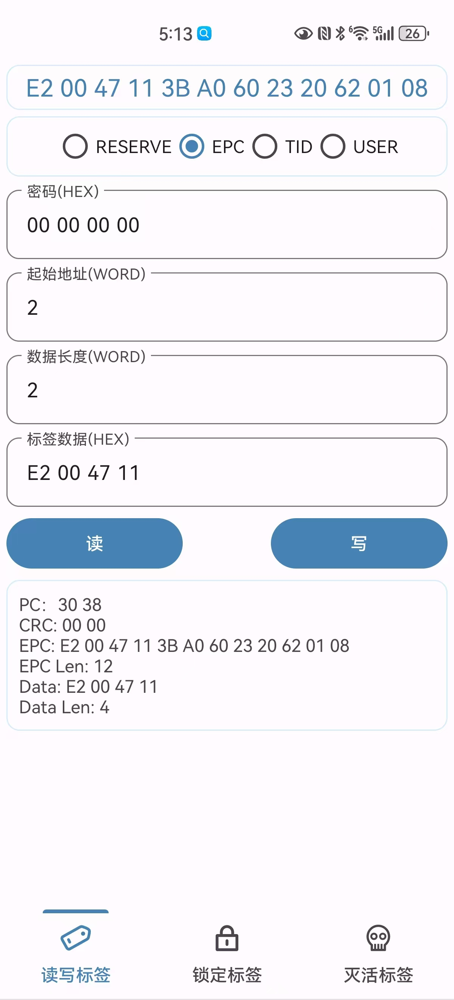 5:13 6 5G 26
E2 00 47 11 3B A0 60 23 20 62 01 08
RESERVE EPC TID USER
密码(HEX)
00 00 00 00
起始地址(WORD)
2
数据长度(WORD)
2
标签数据(HEX)
E2 00 47 11
读 写
PC： 30 38
CRC: 00 00
EPC: E2 00 47 11 3B A0 60 23 20 62 01 08
EPC Len: 12
Data: E2 00 47 11
Data Len: 4
读写标签 锁定标签 灭活标签